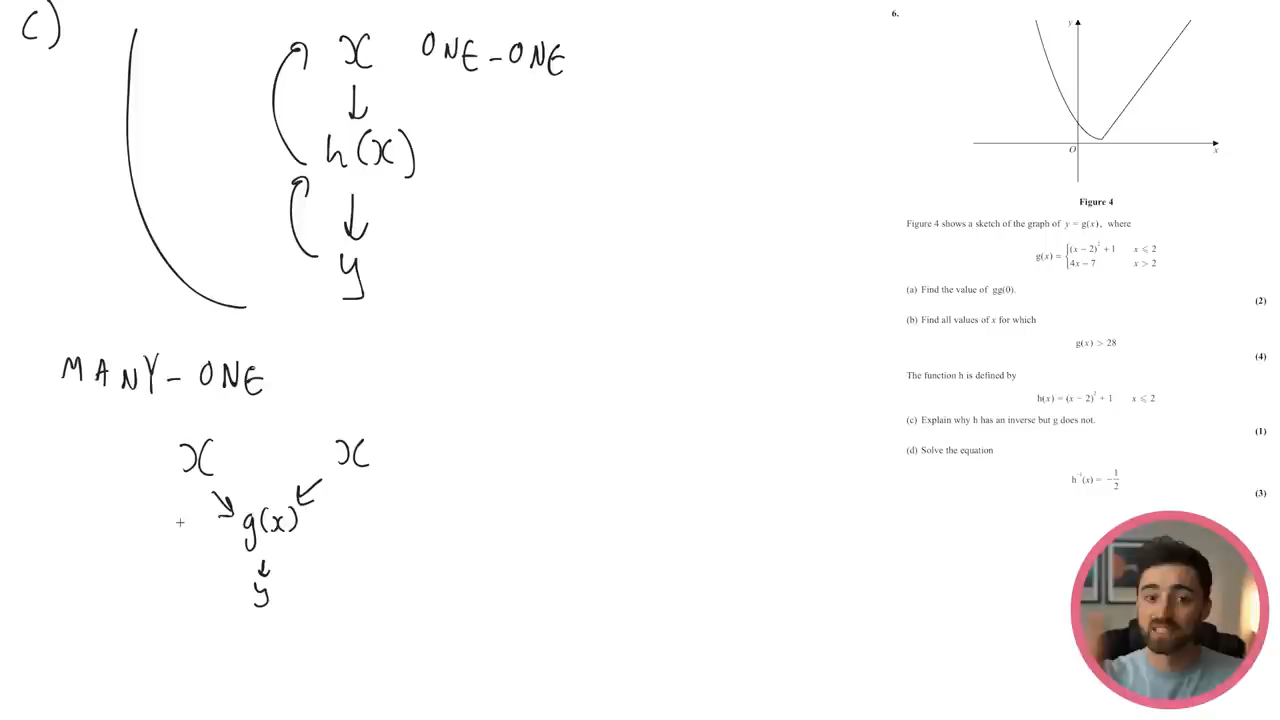 c)
x ONE-ONE
h(x)
y
MANY-ONE
x x
g(x)
y
6.
y
O
x
Figure 4
Figure 4 shows a sketch of the graph of y = g(x), where
g(x) = { (x − 2)² + 1 x ⩽ 2
4x − 7 x > 2
(a) Find the value of gg(0).
(2)
(b) Find all values of x for which
g(x) > 28
(4)
The function h is defined by
h(x) = (x − 2)² + 1 x ⩽ 2
(c) Explain why h has an inverse but g does not.
(1)
(d) Solve the equation
h⁻¹(x) = −1/2
(3)